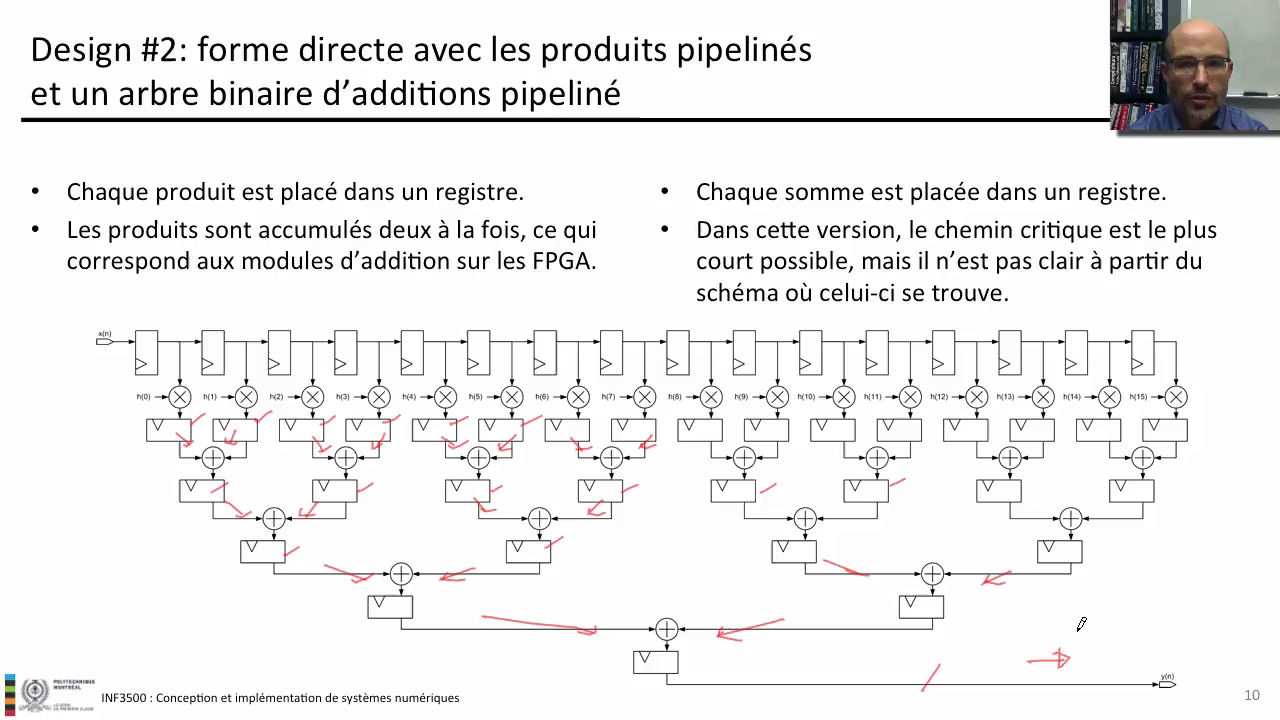 Design #2: forme directe avec les produits pipelinés
et un arbre binaire d’additions pipeliné
• Chaque produit est placé dans un registre.
• Les produits sont accumulés deux à la fois, ce qui
correspond aux modules d’addition sur les FPGA.
• Chaque somme est placée dans un registre.
• Dans cette version, le chemin critique est le plus
court possible, mais il n’est pas clair à partir du
schéma où celui-ci se trouve.
x(n)
h(0) h(1) h(2) h(3) h(4) h(5) h(6) h(7) h(8) h(9) h(10) h(11) h(12) h(13) h(14) h(15)
y(n)
POLYTECHNIQUE
MONTRÉAL
INF3500 : Conception et implémentation de systèmes numériques
10